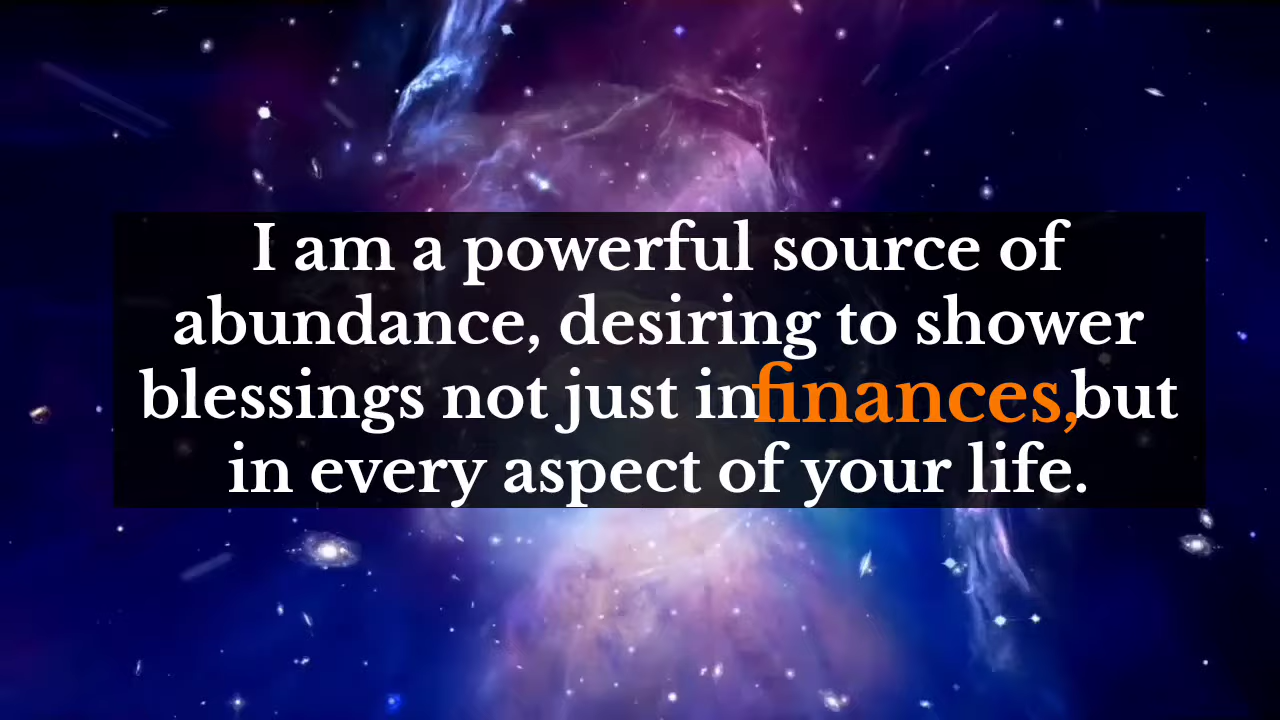 I am a powerful source of
abundance, desiring to shower
blessings not just in finances, but
in every aspect of your life.